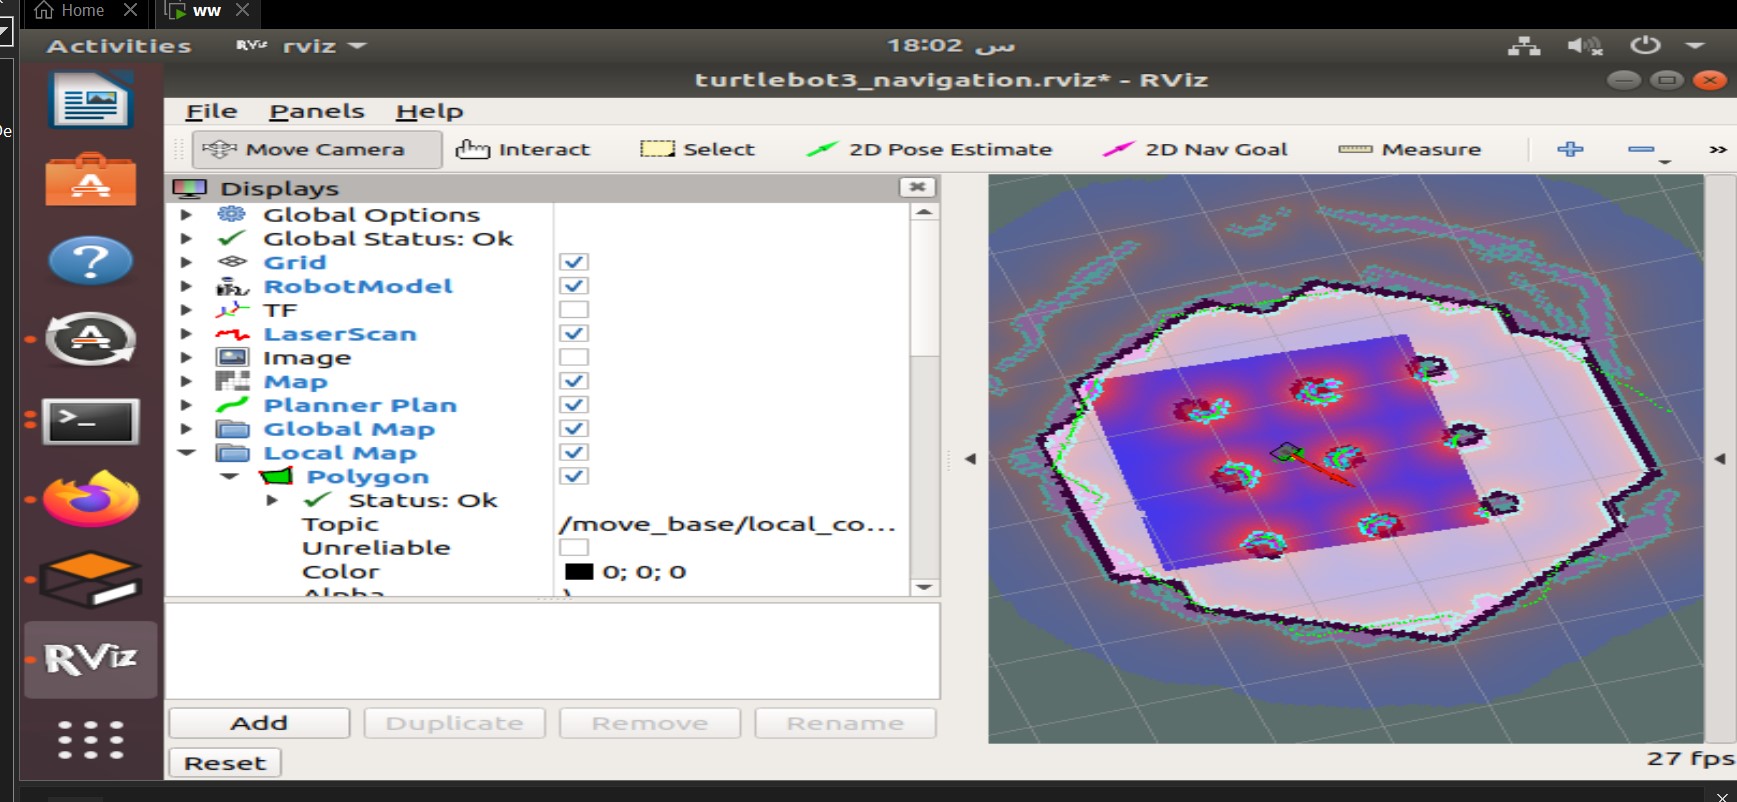 Home
ww
Activities
RViz rviz
18:02 س
turtlebot3_navigation.rviz* - RViz
File Panels Help
Move Camera Interact Select 2D Pose Estimate 2D Nav Goal Measure »
De
Displays
Global Options
Global Status: Ok
Grid
RobotModel
TF
LaserScan
Image
Map
Planner Plan
Global Map
Local Map
Polygon
Status: Ok
Topic /move_base/local_co...
Unreliable
Color 0; 0; 0
Alpha
RViz
Add Duplicate Remove Rename
Reset
27 fps